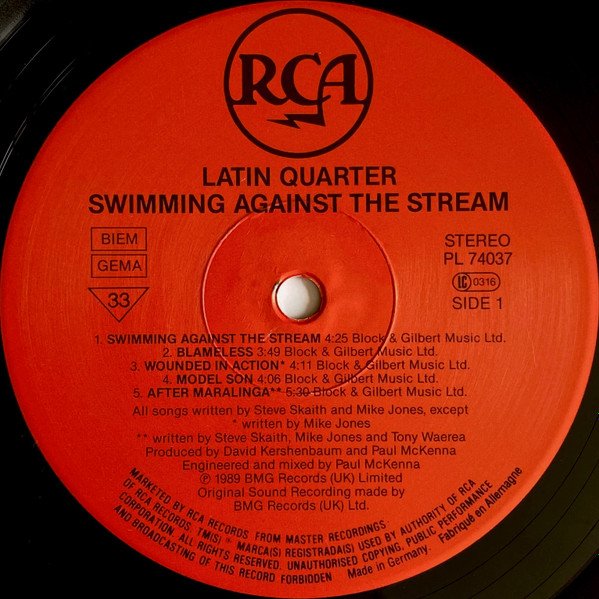 RCA
LATIN QUARTER
SWIMMING AGAINST THE STREAM
BIEM
GEMA
33
STEREO
PL 74037
LC 0316
SIDE 1
1. SWIMMING AGAINST THE STREAM 4:25 Block & Gilbert Music Ltd.
2. BLAMELESS 3:49 Block & Gilbert Music Ltd.
3. WOUNDED IN ACTION* 4:11 Block & Gilbert Music Ltd.
4. MODEL SON 4:06 Block & Gilbert Music Ltd.
5. AFTER MARALINGA** 5:30 Block & Gilbert Music Ltd.
All songs written by Steve Skaith and Mike Jones, except
* written by Mike Jones
** written by Steve Skaith, Mike Jones and Tony Waerea
Produced by David Kershenbaum and Paul McKenna
Engineered and mixed by Paul McKenna
℗ 1989 BMG Records (UK) Limited
Original Sound Recording made by
BMG Records (UK) Ltd.
MARKETED BY RCA RECORDS FROM MASTER RECORDINGS
OF RCA RECORDS. TM(S) ® MARCA(S) REGISTRADA(S) USED BY AUTHORITY OF RCA
CORPORATION. ALL RIGHTS RESERVED. UNAUTHORISED COPYING, PUBLIC PERFORMANCE
AND BROADCASTING OF THIS RECORD FORBIDDEN Made in Germany. Fabriqué en Allemagne